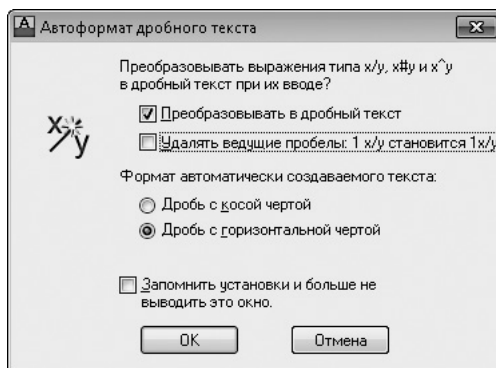 Автоформат дробного текста
Преобразовывать выражения типа x/y, x#y и x^y
в дробный текст при их вводе?
x/y
Преобразовывать в дробный текст
Удалять ведущие пробелы: 1 x/y становится 1x/y
Формат автоматически создаваемого текста:
Дробь с косой чертой
Дробь с горизонтальной чертой
Запомнить установки и больше не
выводить это окно.
OK
Отмена